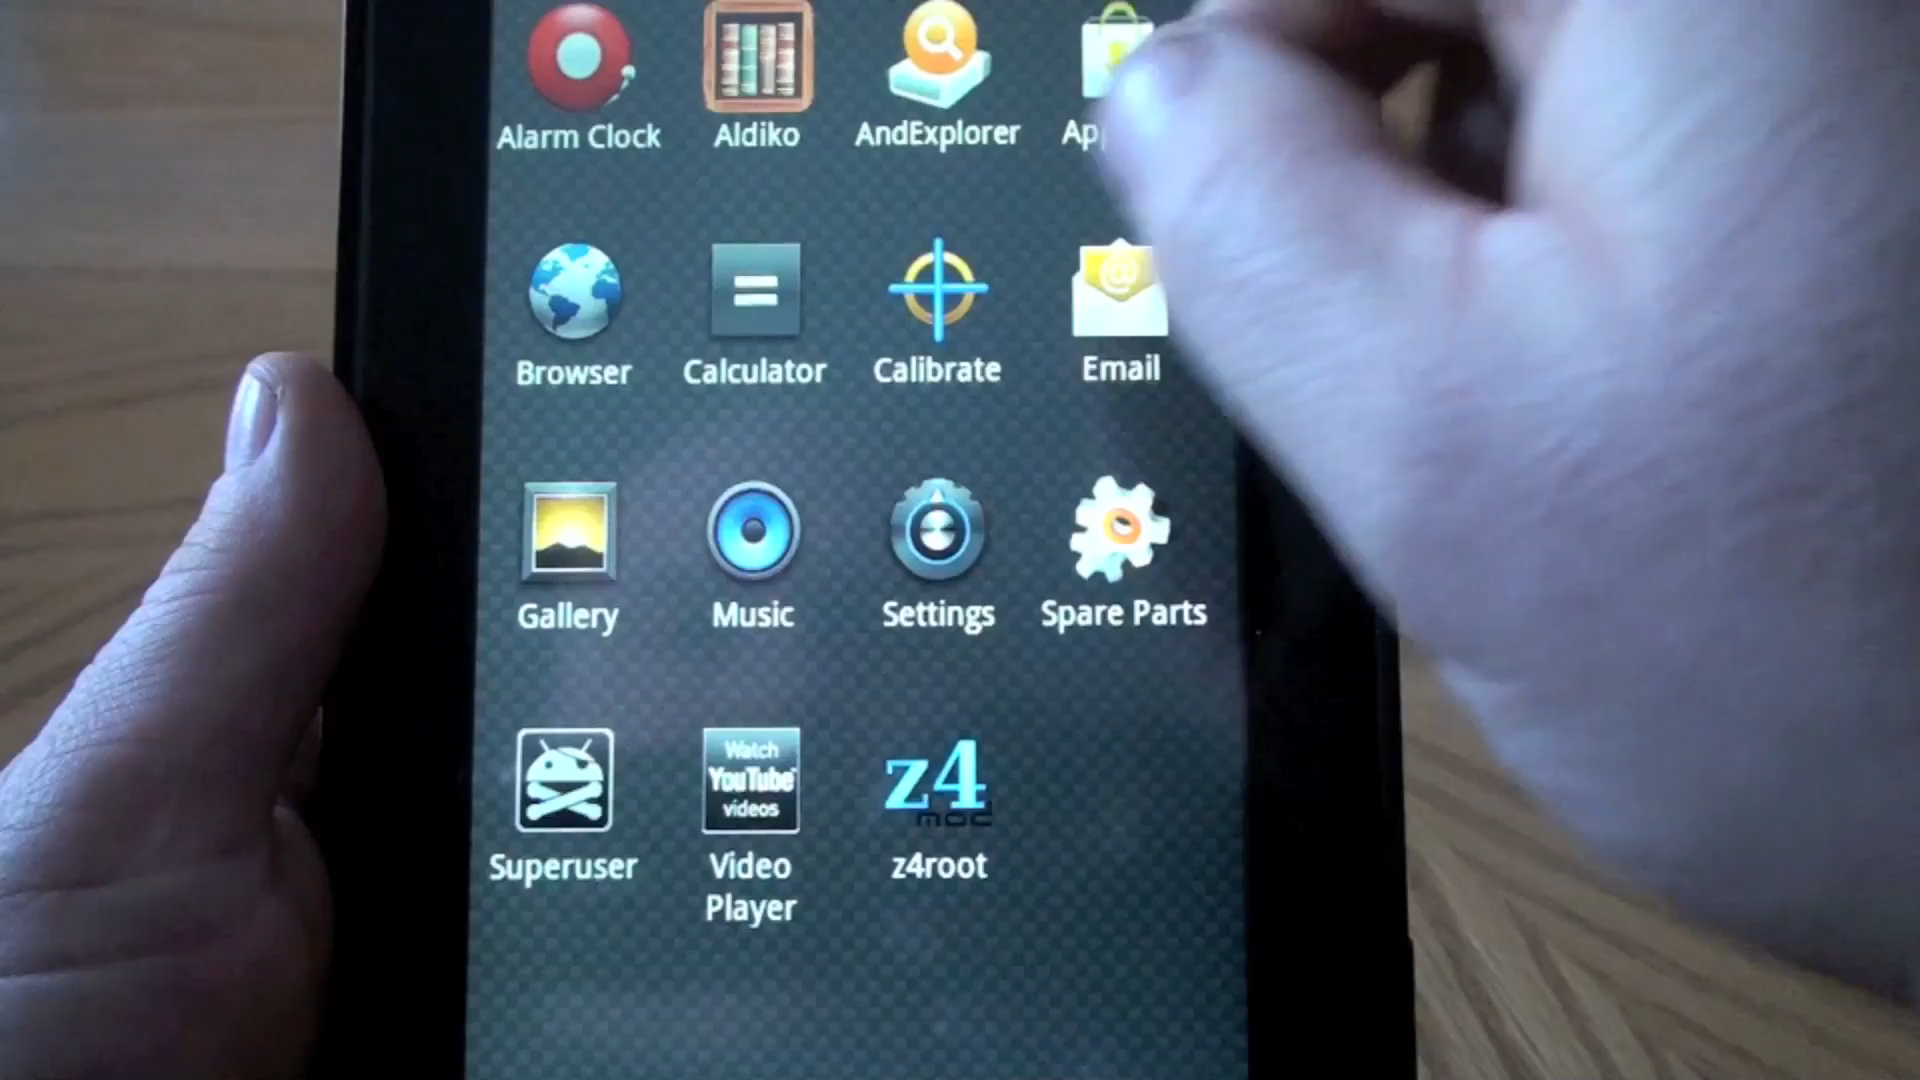 Alarm Clock
Aldiko
AndExplorer
Browser
Calculator
Calibrate
@
Email
Gallery
Music
Settings
Spare Parts
Watch
YouTube
videos
z4
moc
Superuser
Video
Player
z4root